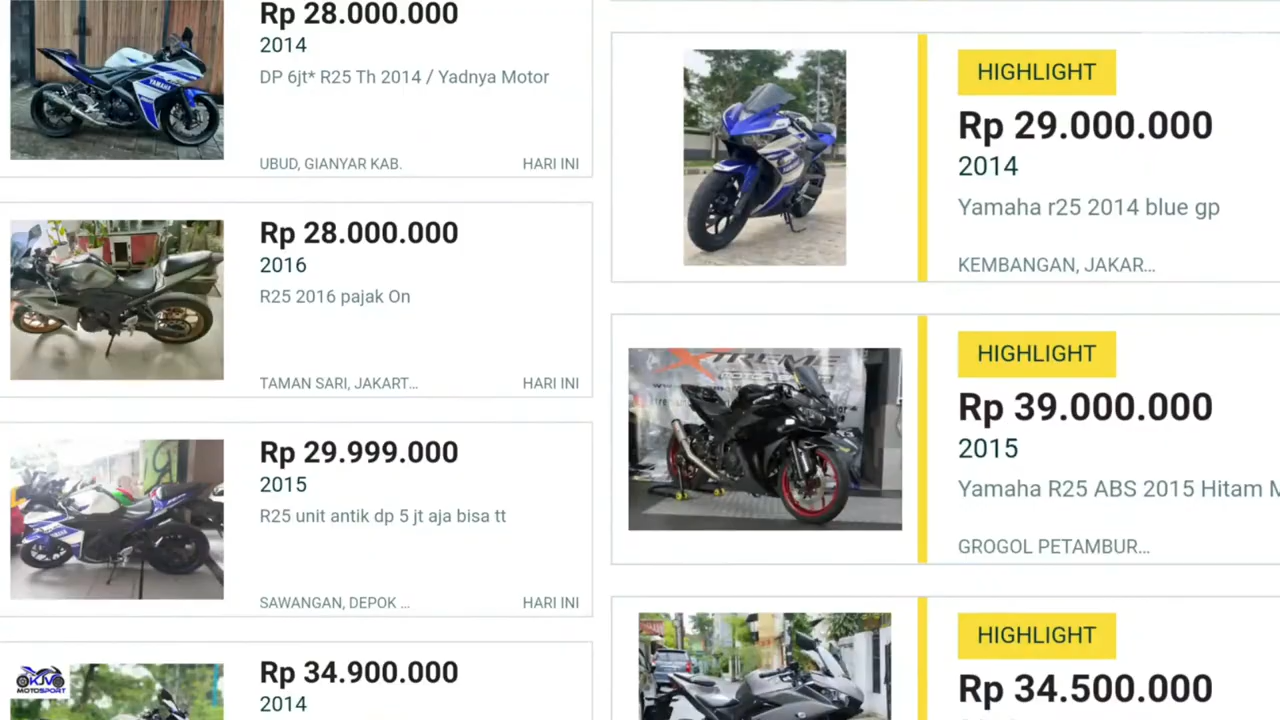 Rp 28.000.000
2014
DP 6jt* R25 Th 2014 / Yadnya Motor
UBUD, GIANYAR KAB.
HARI INI
Rp 28.000.000
2016
R25 2016 pajak On
TAMAN SARI, JAKART...
HARI INI
Rp 29.999.000
2015
R25 unit antik dp 5 jt aja bisa tt
SAWANGAN, DEPOK ...
HARI INI
KJV
MOTOSPORT
Rp 34.900.000
2014
HIGHLIGHT
Rp 29.000.000
2014
Yamaha r25 2014 blue gp
KEMBANGAN, JAKAR...
XTREME
HIGHLIGHT
Rp 39.000.000
2015
Yamaha R25 ABS 2015 Hitam
GROGOL PETAMBUR...
HIGHLIGHT
Rp 34.500.000